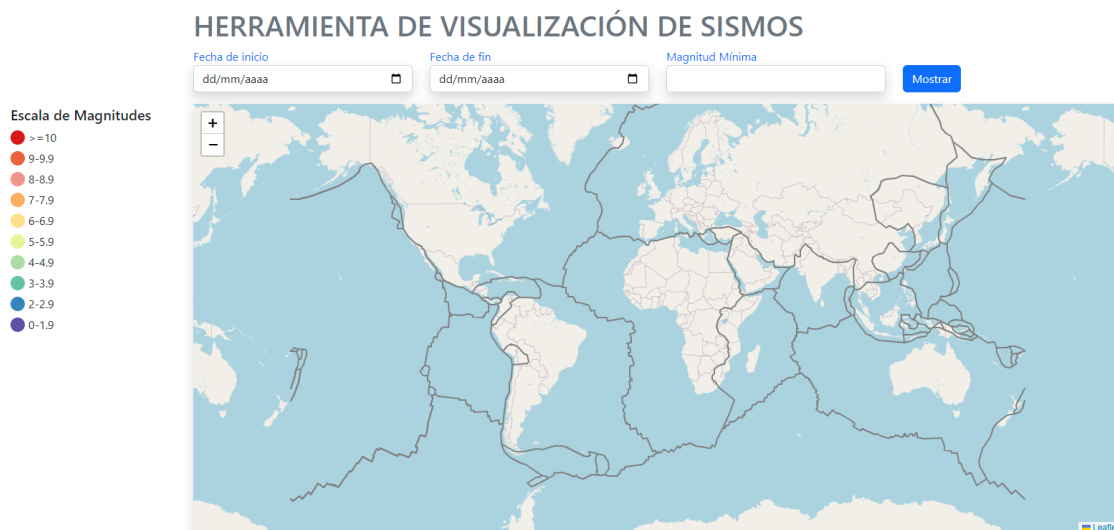 HERRAMIENTA DE VISUALIZACIÓN DE SISMOS
Fecha de inicio
Fecha de fin
Magnitud Mínima
dd/mm/aaaa
dd/mm/aaaa
Mostrar
Escala de Magnitudes
>=10
9-9.9
8-8.9
7-7.9
6-6.9
5-5.9
4-4.9
3-3.9
2-2.9
0-1.9
+
−